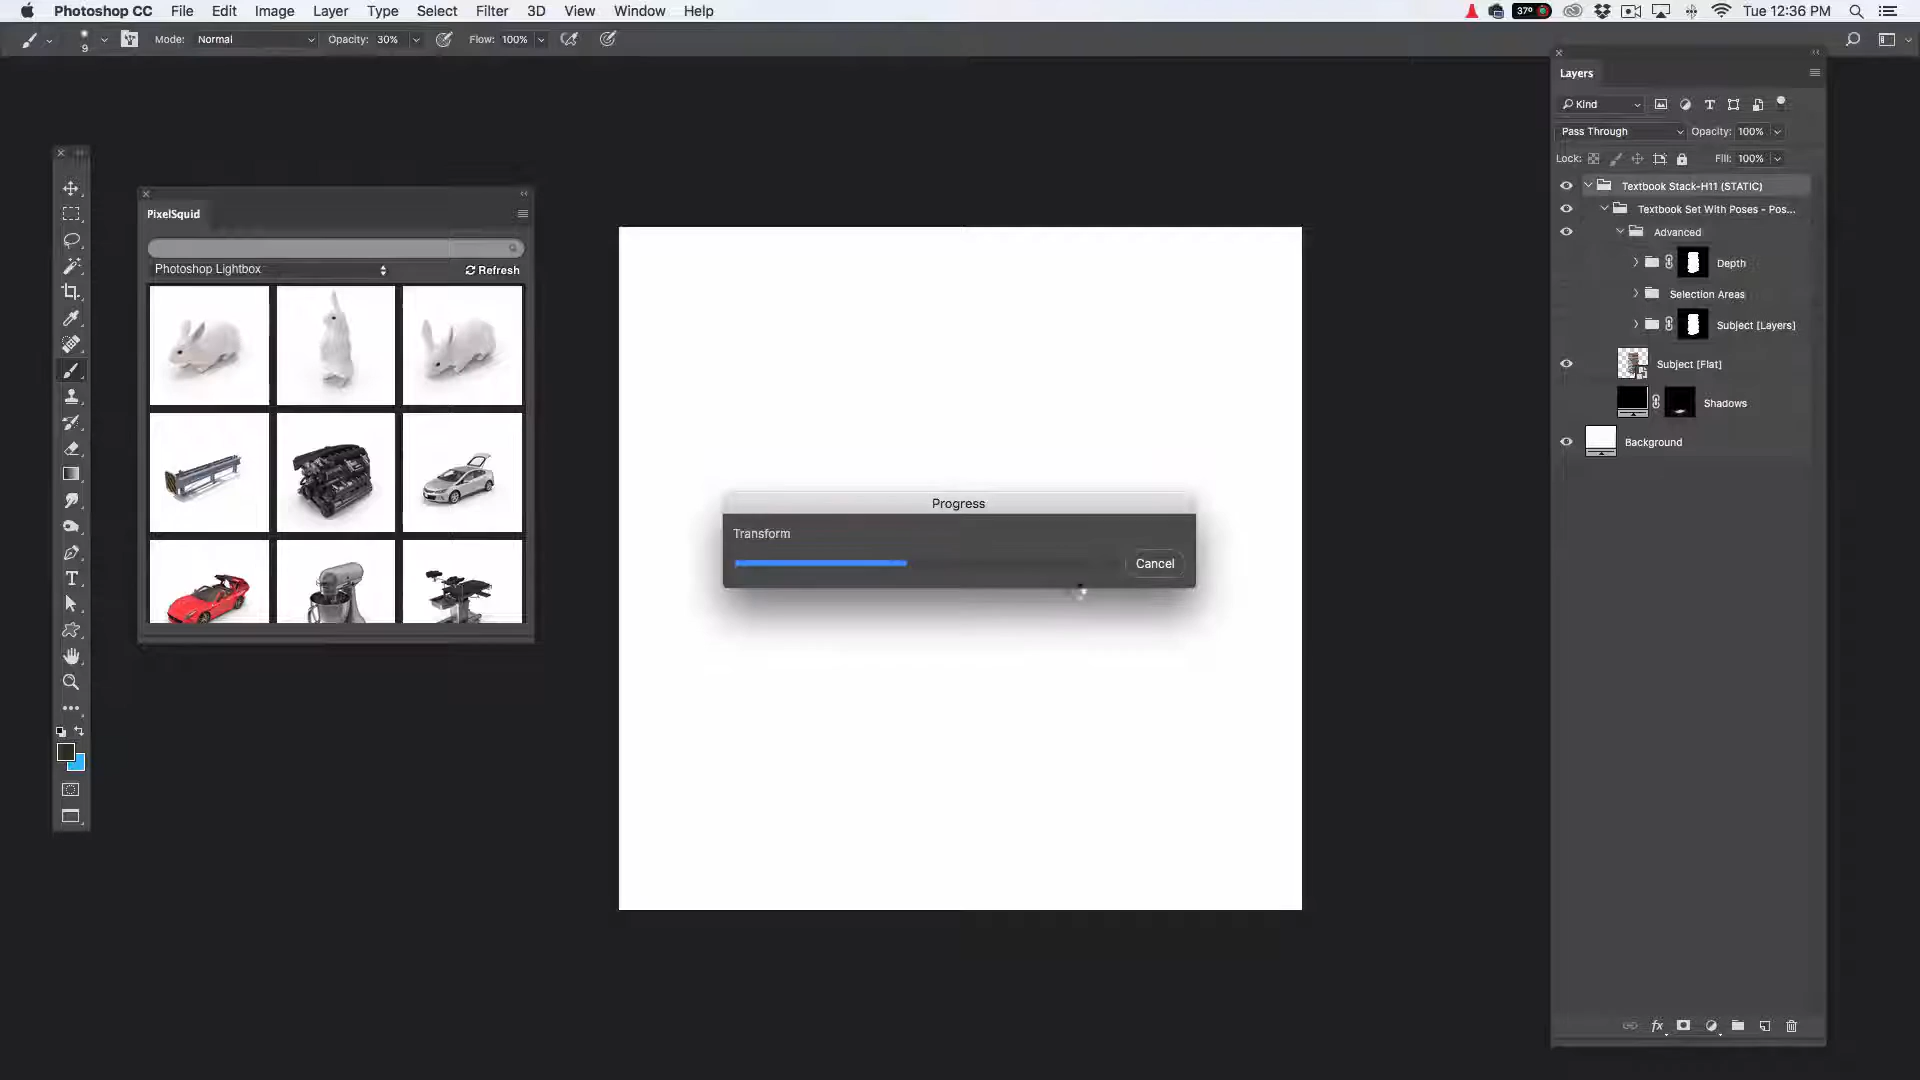 Photoshop CC File Edit Image Layer Type Select Filter 3D View Window Help 37° Tue 12:36 PM
9 Mode: Normal Opacity: 30% Flow: 100%
Layers
Kind
Pass Through Opacity: 100%
Lock: Fill: 100%
Textbook Stack-H11 (STATIC)
Textbook Set With Poses - Pos...
Advanced
Depth
Selection Areas
Subject [Layers]
Subject [Flat]
Shadows
Background
fx
PixelSquid
Photoshop Lightbox Refresh
Progress
Transform
Cancel